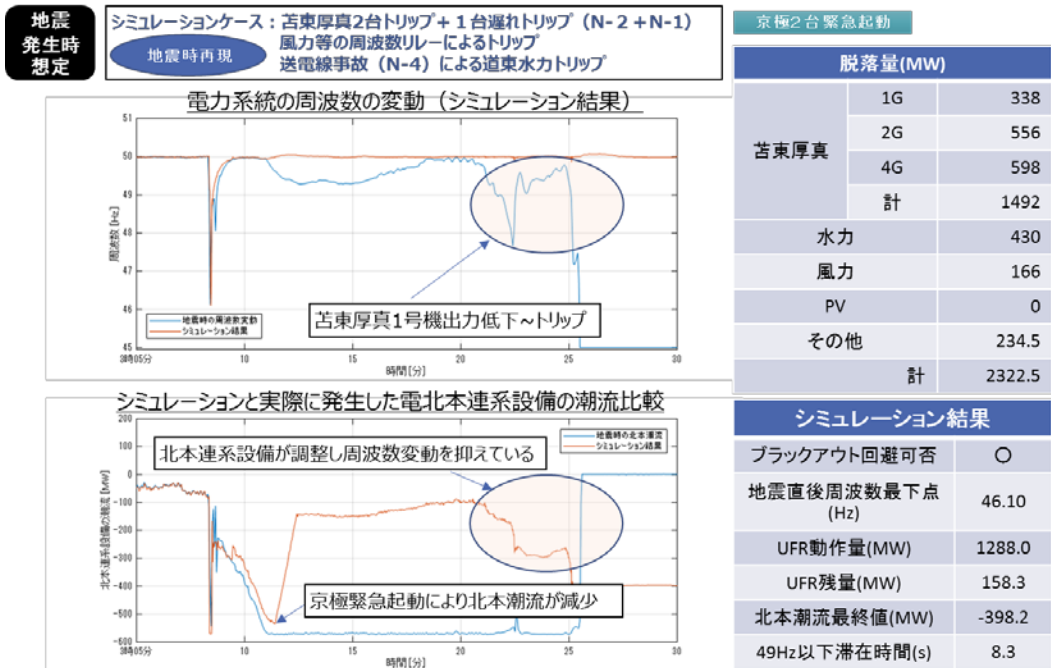 地震
発生時
想定
シミュレーションケース：苫東厚真2台トリップ＋１台遅れトリップ（N-２＋N-1）
地震時再現
風力等の周波数リレーによるトリップ
送電線事故（N-4）による道東水力トリップ
京極２台緊急起動
電力系統の周波数の変動（シミュレーション結果）
51
50
49
48
47
46
45
周波数 [Hz]
地震時の周波数変動
シミュレーション結果
苫東厚真1号機出力低下~トリップ
3時05分
10
15
20
25
30
時間 [分]
シミュレーションと実際に発生した電北本連系設備の潮流比較
200
100
0
-100
-200
-300
-400
-500
-600
北本連系設備の潮流 [MW]
地震時の北本潮流
シミュレーション結果
北本連系設備が調整し周波数変動を抑えている
京極緊急起動により北本潮流が減少
3時05分
10
15
20
25
30
時間 [分]
脱落量(MW)
苫東厚真
1G 338
2G 556
4G 598
計 1492
水力 430
風力 166
PV 0
その他 234.5
計 2322.5
シミュレーション結果
ブラックアウト回避可否 〇
地震直後周波数最下点
(Hz) 46.10
UFR動作量(MW) 1288.0
UFR残量(MW) 158.3
北本潮流最終値(MW) -398.2
49Hz以下滞在時間(s) 8.3